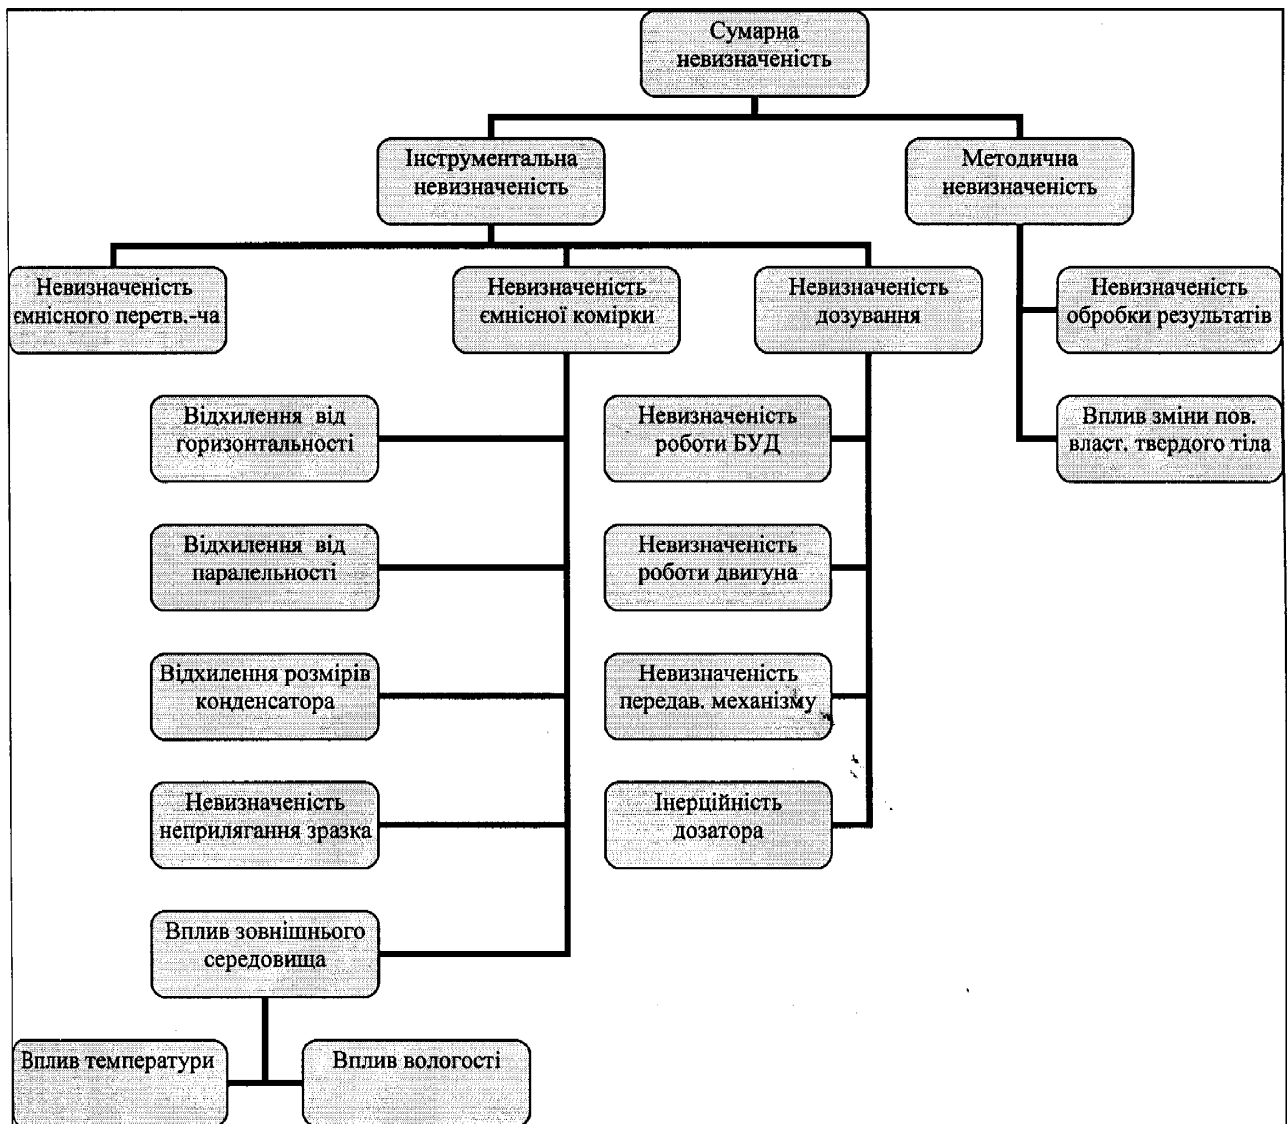 Сумарна
невизначеність
Інструментальна
невизначеність
Методична
невизначеність
Невизначеність
ємнісного перетв.-ча
Невизначеність
ємнісної комірки
Невизначеність
дозування
Невизначеність
обробки результатів
Відхилення від
горизонтальності
Невизначеність
роботи БУД
Вплив зміни пов.
власт. твердого тіла
Відхилення від
паралельності
Невизначеність
роботи двигуна
Відхилення розмірів
конденсатора
Невизначеність
передав. механізму
Невизначеність
неприлягання зразка
Інерційність
дозатора
Вплив зовнішнього
середовища
Вплив температури
Вплив вологості